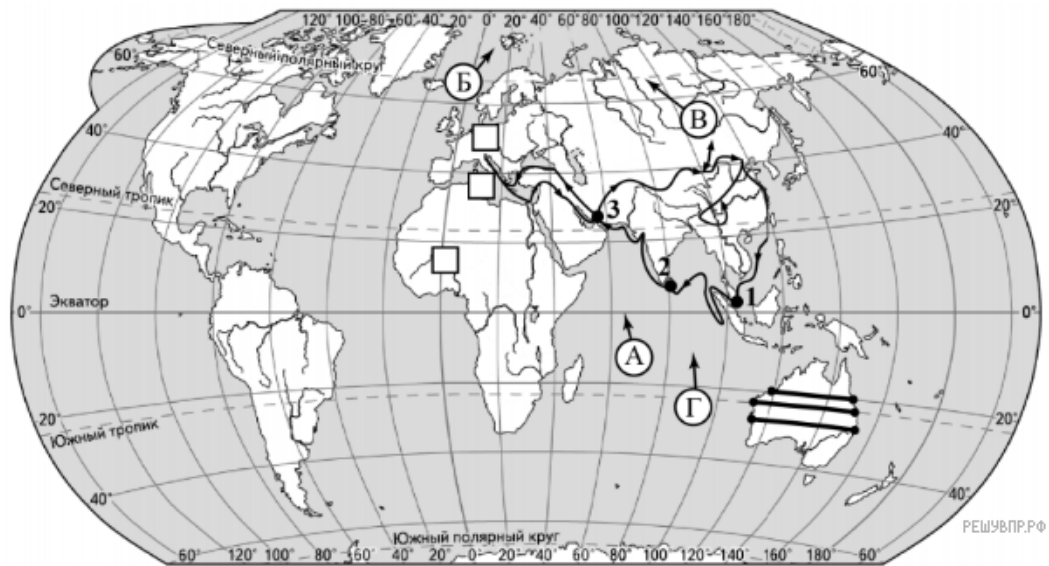 120° 100°-80°-60° 40° 20° 0° 20° 40° 60° 80° 100° 120° 140° 160° 180°
60° Северный полярный круг 60°
Б
В
40° 40°
Северный тропик
20° 20°
3
2
1
Экватор
0° 0°
А
Г
20° 20°
Южный тропик
40° 40°
РЕШУВПР.РФ
Южный полярный круг
60° 120° 100° 80° 60° 40° 20° 0° 20° 40° 60° 80° 100° 120° 140° 160° 180° 60°